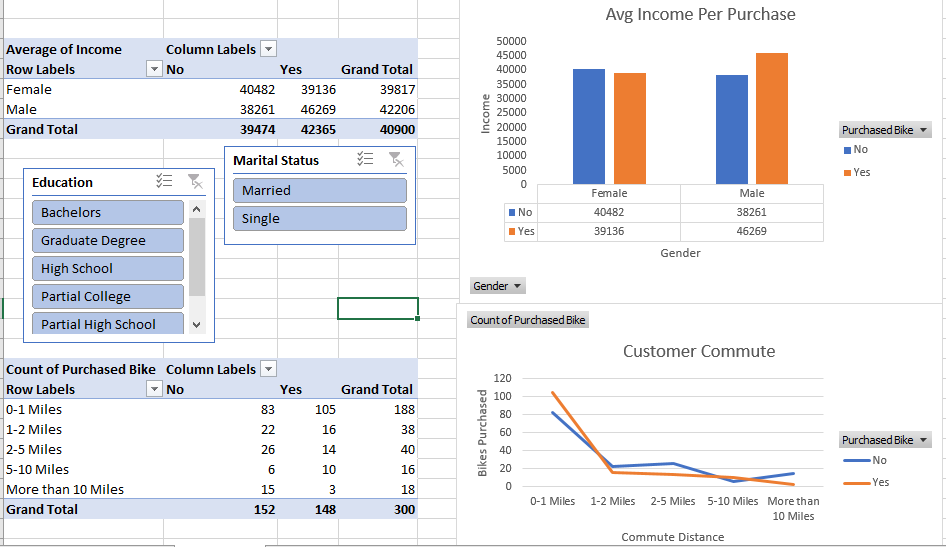 Average of Income Column Labels
Row Labels No Yes Grand Total
Female 40482 39136 39817
Male 38261 46269 42206
Grand Total 39474 42365 40900
Marital Status
Married
Single
Education
Bachelors
Graduate Degree
High School
Partial College
Partial High School
Count of Purchased Bike Column Labels
Row Labels No Yes Grand Total
0-1 Miles 83 105 188
1-2 Miles 22 16 38
2-5 Miles 26 14 40
5-10 Miles 6 10 16
More than 10 Miles 15 3 18
Grand Total 152 148 300
Avg Income Per Purchase
Income
50000
45000
40000
35000
30000
25000
20000
15000
10000
5000
0
Female Male
No 40482 38261
Yes 39136 46269
Gender
Purchased Bike
No
Yes
Gender
Count of Purchased Bike
Customer Commute
Bikes Purchased
120
100
80
60
40
20
0
0-1 Miles 1-2 Miles 2-5 Miles 5-10 Miles More than
10 Miles
Commute Distance
Purchased Bike
No
Yes